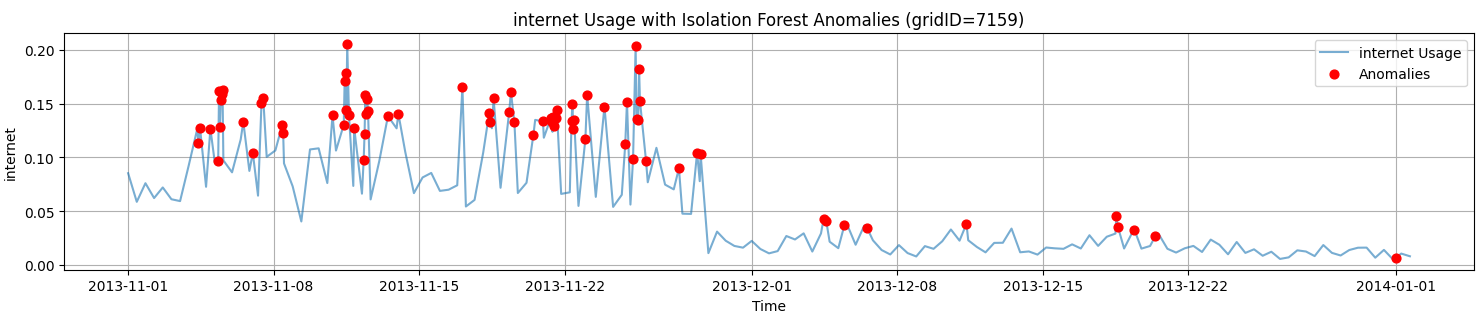 internet Usage with Isolation Forest Anomalies (gridID=7159)
internet Usage
Anomalies
internet
0.20
0.15
0.10
0.05
0.00
2013-11-01
2013-11-08
2013-11-15
2013-11-22
2013-12-01
2013-12-08
2013-12-15
2013-12-22
2014-01-01
Time